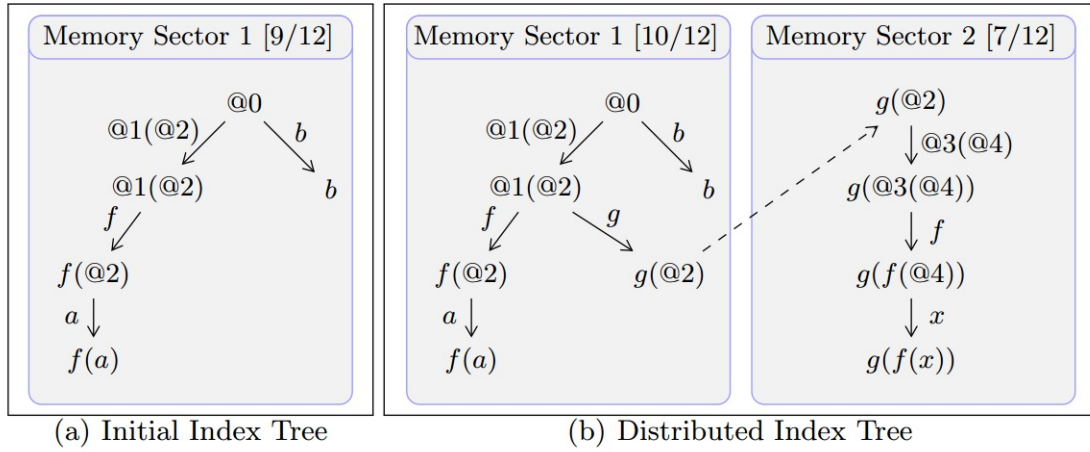 Memory Sector 1 [9/12]
@0
@1(@2)
b
@1(@2)
b
f
f(@2)
a
f(a)
(a) Initial Index Tree
Memory Sector 1 [10/12]
@0
@1(@2)
b
@1(@2)
b
f
g
f(@2)
g(@2)
a
f(a)
Memory Sector 2 [7/12]
g(@2)
@3(@4)
g(@3(@4))
f
g(f(@4))
x
g(f(x))
(b) Distributed Index Tree